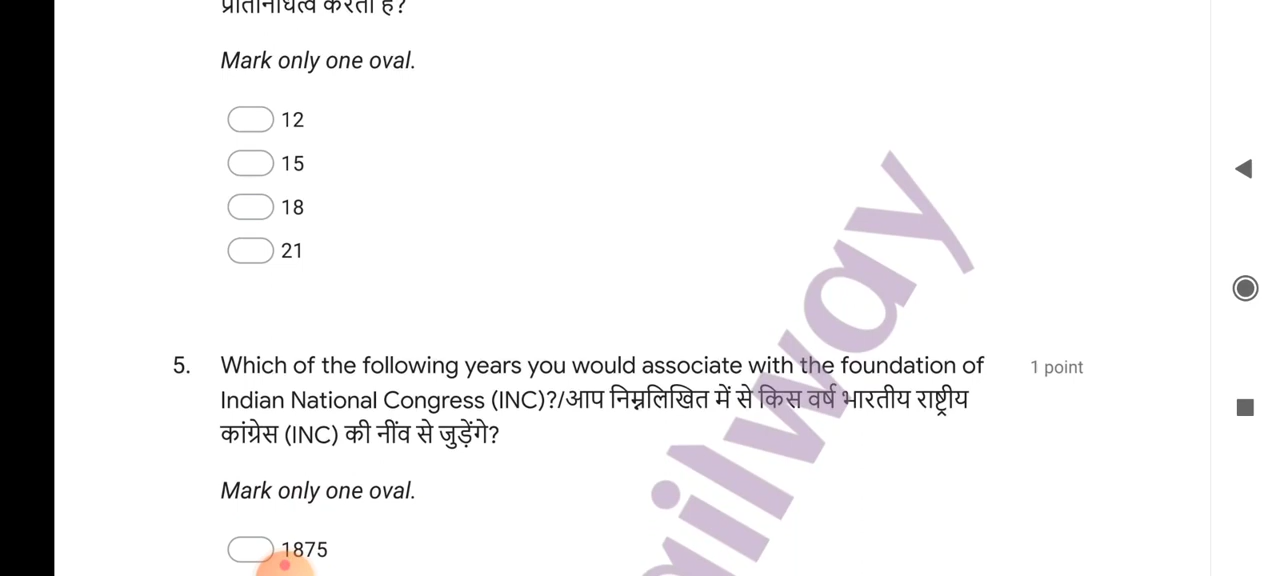 प्रतिनिधित्व करता है?
Mark only one oval.
12
15
18
21
5. Which of the following years you would associate with the foundation of 1 point
Indian National Congress (INC)?/आप निम्नलिखित में से किस वर्ष भारतीय राष्ट्रीय
कांग्रेस (INC) की नींव से जुड़ेंगे?
Mark only one oval.
1875